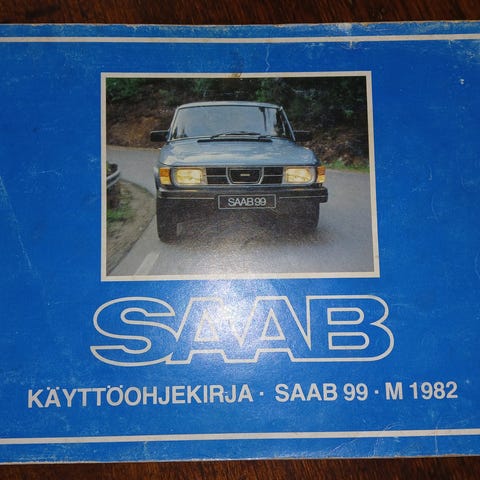 SAAB 99
SAAB
KÄYTTÖOHJEKIRJA · SAAB 99 · M 1982